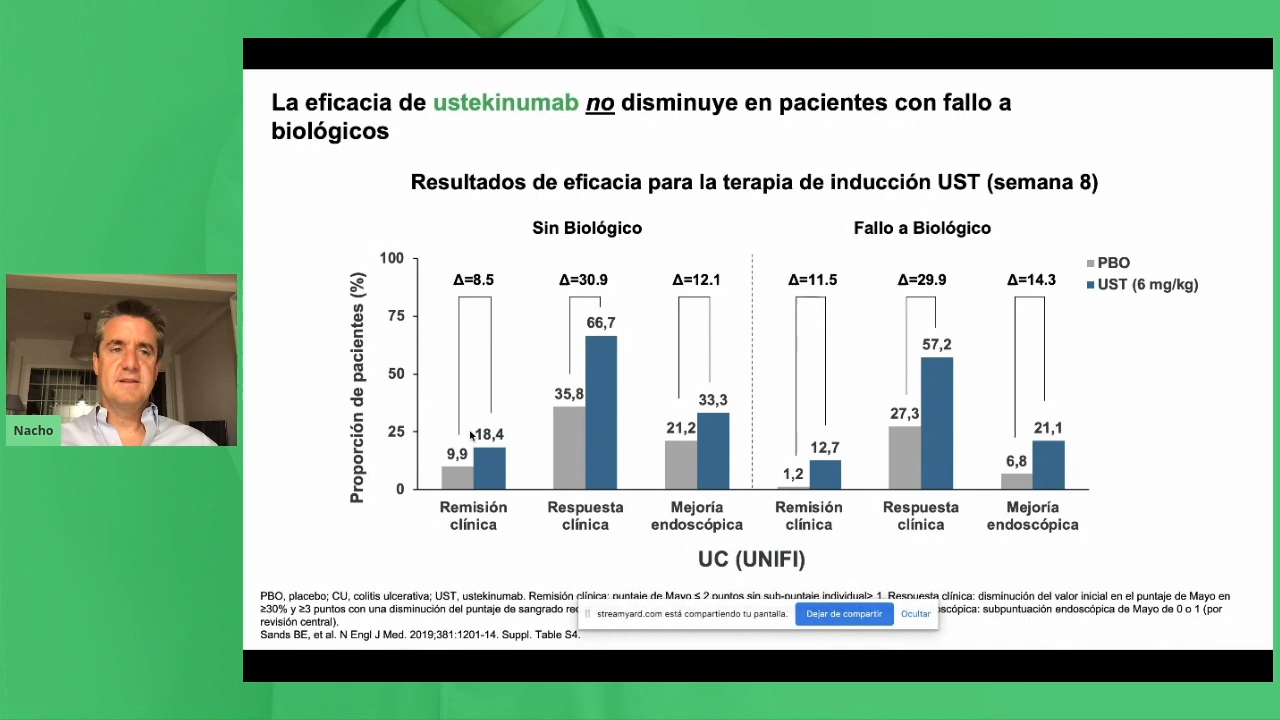 La eficacia de ustekinumab no disminuye en pacientes con fallo a
biológicos
Resultados de eficacia para la terapia de inducción UST (semana 8)
Sin Biológico
Fallo a Biológico
PBO
UST (6 mg/kg)
Proporción de pacientes (%)
100
75
50
25
0
Δ=8.5
Δ=30.9
Δ=12.1
Δ=11.5
Δ=29.9
Δ=14.3
9,9
18,4
35,8
66,7
21,2
33,3
1,2
12,7
27,3
57,2
6,8
21,1
Remisión
clínica
Respuesta
clínica
Mejoría
endoscópica
Remisión
clínica
Respuesta
clínica
Mejoría
endoscópica
UC (UNIFI)
Nacho
PBO, placebo; CU, colitis ulcerativa; UST, ustekinumab. Remisión clínica: puntaje de Mayo ≤ 2 puntos sin sub-puntaje individual> 1. Respuesta clínica: disminución del valor inicial en el puntaje de Mayo en
≥30% y ≥3 puntos con una disminución del puntaje de sangrado subpuntuación endoscópica de Mayo de 0 o 1 (por
revisión central).
Sands BE, et al. N Engl J Med. 2019;381:1201-14. Suppl. Table S4.
streamyard.com está compartiendo tu pantalla.
Dejar de compartir
Ocultar